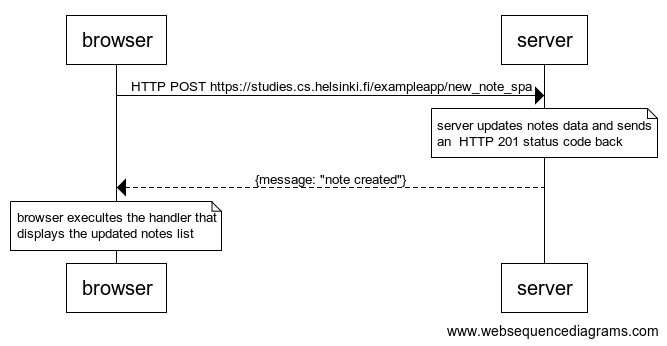 browser
server
HTTP POST https://studies.cs.helsinki.fi/exampleapp/new_note_spa
server updates notes data and sends
an  HTTP 201 status code back
{message: "note created"}
browser execultes the handler that
displays the updated notes list
browser
server
www.websequencediagrams.com